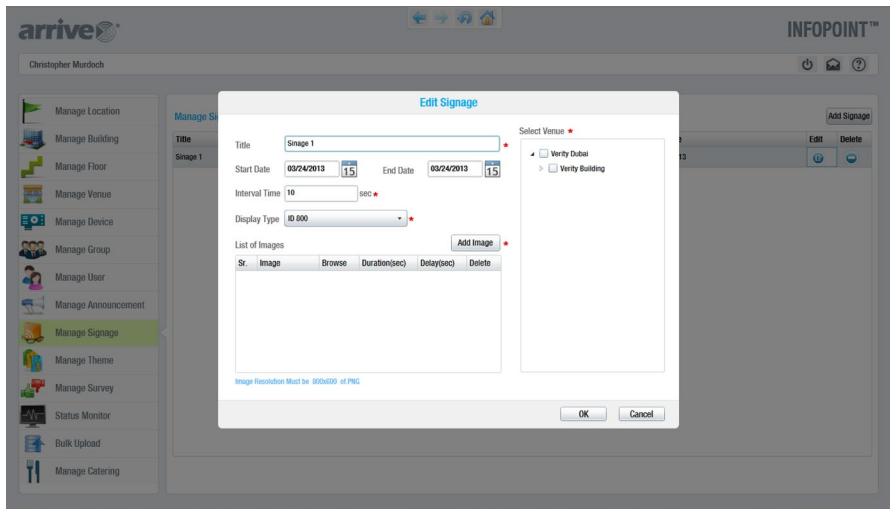 arrive
INFOPOINT™
Christopher Murdoch
Manage Location
Manage Building
Manage Floor
Manage Venue
Manage Device
Manage Group
Manage User
Manage Announcement
Manage Signage
Manage Theme
Manage Survey
Status Monitor
Bulk Upload
Manage Catering
Add Signage
Title
Edit
Delete
Sinage 1
13
Edit Signage
Title Sinage 1 *
Start Date 03/24/2013 15 End Date 03/24/2013 15
Interval Time 10 sec *
Display Type ID 800 *
List of Images Add Image *
Sr. Image Browse Duration(sec) Delay(sec) Delete
Image Resolution Must be 800x600 of.PNG
Select Venue *
Verity Dubai
Verity Building
OK Cancel